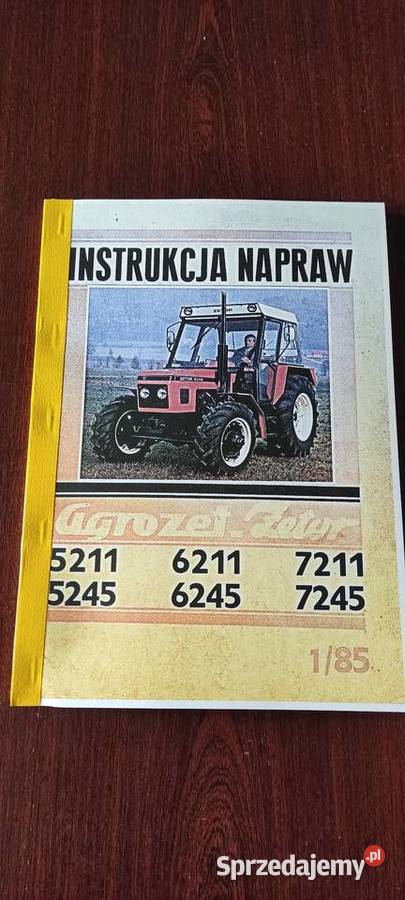 INSTRUKCJA NAPRAW
Agrozet-Zetor
5211 6211 7211
5245 6245 7245
1/85
Sprzedajemy.pl